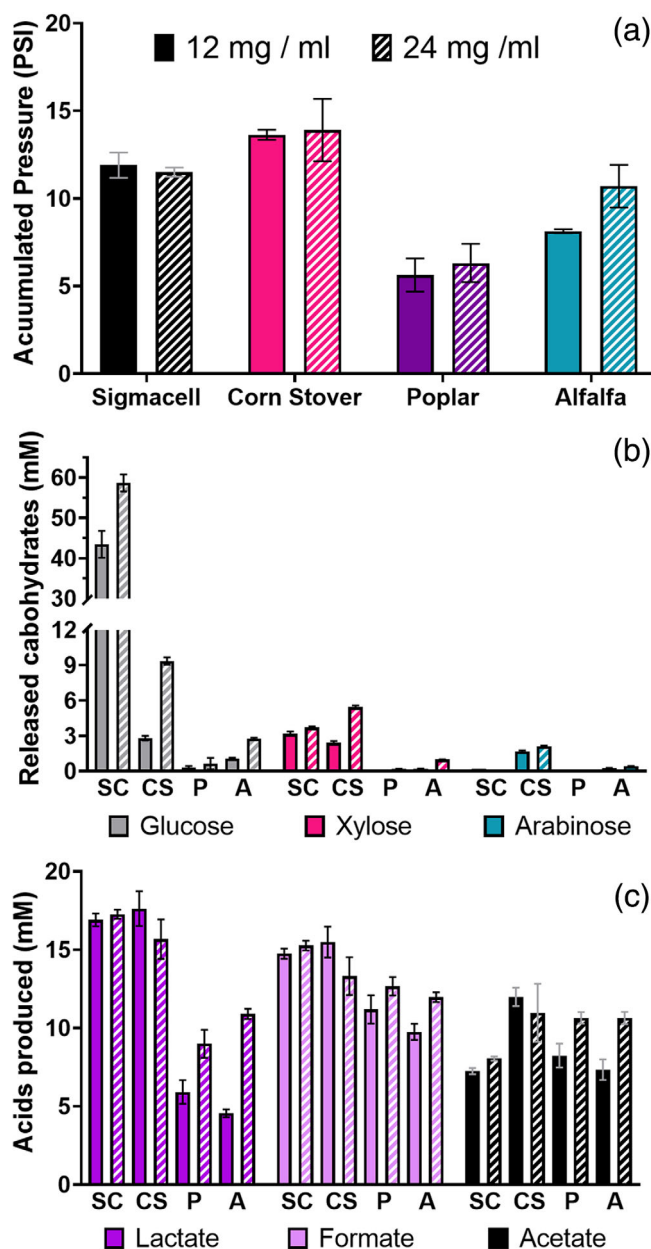 (a)
12 mg / ml 24 mg /ml
Acuumulated Pressure (PSI)
20
15
10
5
0
Sigmacell Corn Stover Poplar Alfalfa
(b)
Released cabohydrates (mM)
60
50
40
30
12
9
6
3
0
SC CS P A SC CS P A SC CS P A
Glucose Xylose Arabinose
(c)
Acids produced (mM)
20
15
10
5
0
SC CS P A SC CS P A SC CS P A
Lactate Formate Acetate